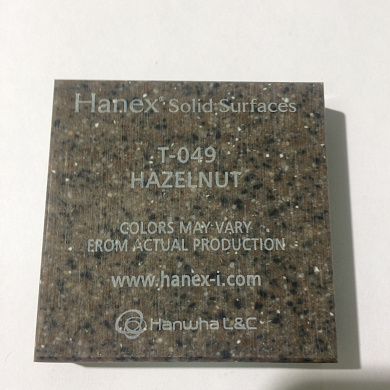 Hanex Solid Surfaces
T-049
HAZELNUT
COLORS MAY VARY
FROM ACTUAL PRODUCTION
www.hanex-i.com
Hanwha L&C